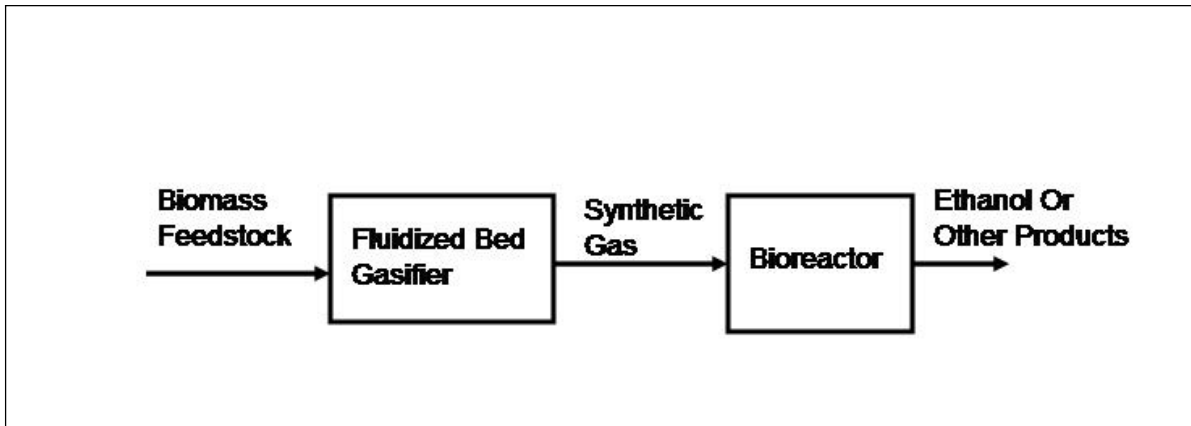 Biomass
Feedstock
Fluidized Bed
Gasifier
Synthetic
Gas
Bioreactor
Ethanol Or
Other Products